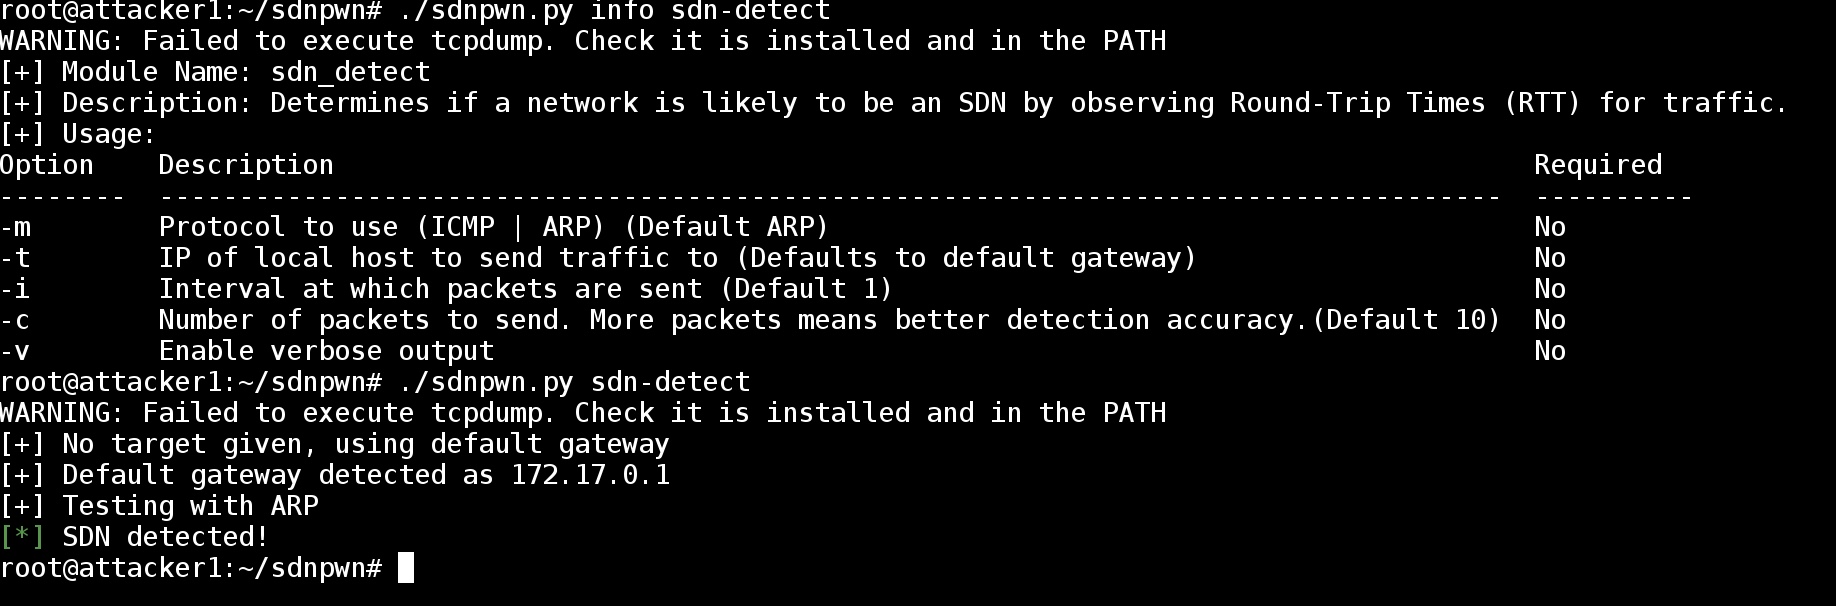 root@attacker1:~/sdnpwn# ./sdnpwn.py info sdn-detect
WARNING: Failed to execute tcpdump. Check it is installed and in the PATH
[+] Module Name: sdn_detect
[+] Description: Determines if a network is likely to be an SDN by observing Round-Trip Times (RTT) for traffic.
[+] Usage:
Option    Description                                                                           Required
--------  ------------------------------------------------------------------------------------  ----------
-m        Protocol to use (ICMP | ARP) (Default ARP)                                            No
-t        IP of local host to send traffic to (Defaults to default gateway)                     No
-i        Interval at which packets are sent (Default 1)                                        No
-c        Number of packets to send. More packets means better detection accuracy.(Default 10)  No
-v        Enable verbose output                                                                 No
root@attacker1:~/sdnpwn# ./sdnpwn.py sdn-detect
WARNING: Failed to execute tcpdump. Check it is installed and in the PATH
[+] No target given, using default gateway
[+] Default gateway detected as 172.17.0.1
[+] Testing with ARP
[*] SDN detected!
root@attacker1:~/sdnpwn#